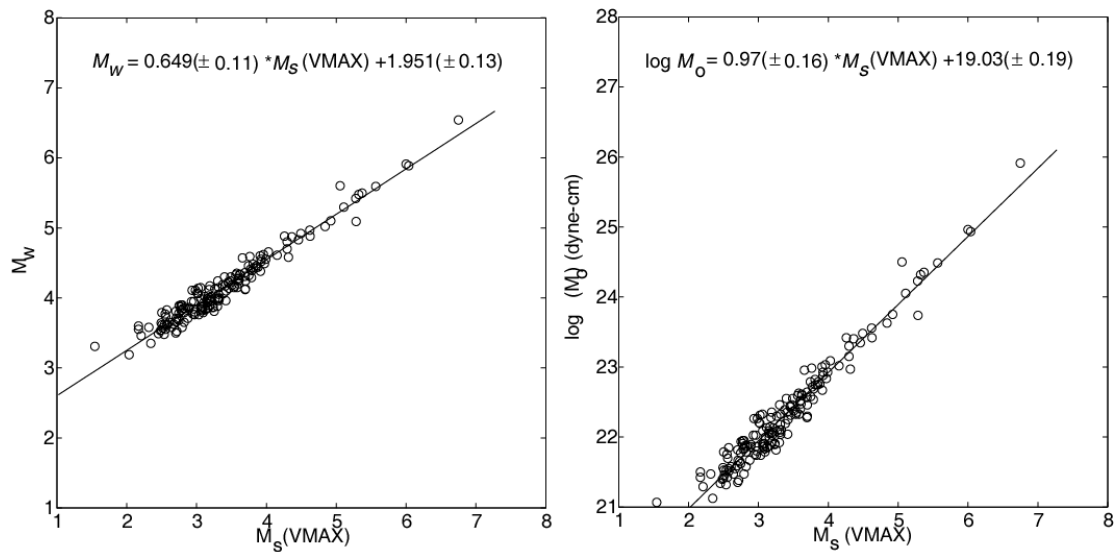 8
7
6
5
4
3
2
1
M_W
M_W = 0.649(± 0.11) *M_S(VMAX) +1.951(± 0.13)
1 2 3 4 5 6 7 8
M_S(VMAX)
28
27
26
25
24
23
22
21
log (M_0) (dyne-cm)
log M_O = 0.97(± 0.16) *M_S(VMAX) +19.03(± 0.19)
1 2 3 4 5 6 7 8
M_S (VMAX)